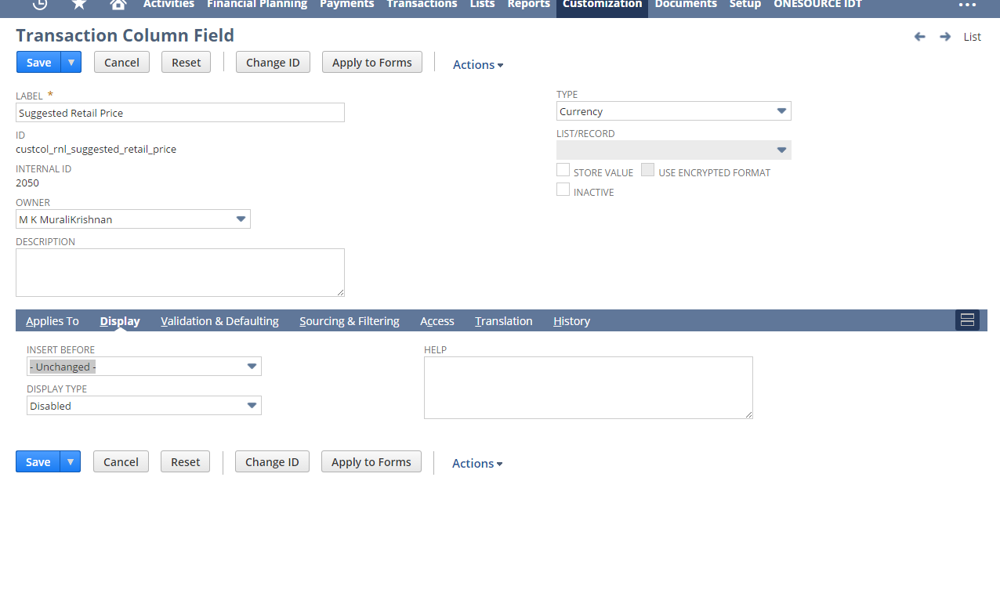 Activities Financial Planning Payments Transactions Lists Reports Customization Documents Setup ONESOURCE IDT
Transaction Column Field
List
Save Cancel Reset Change ID Apply to Forms Actions
LABEL *
Suggested Retail Price
ID
custcol_rnl_suggested_retail_price
INTERNAL ID
2050
OWNER
M K MuraliKrishnan
DESCRIPTION
TYPE
Currency
LIST/RECORD
STORE VALUE USE ENCRYPTED FORMAT
INACTIVE
Applies To Display Validation & Defaulting Sourcing & Filtering Access Translation History
INSERT BEFORE
- Unchanged -
DISPLAY TYPE
Disabled
HELP
Save Cancel Reset Change ID Apply to Forms Actions